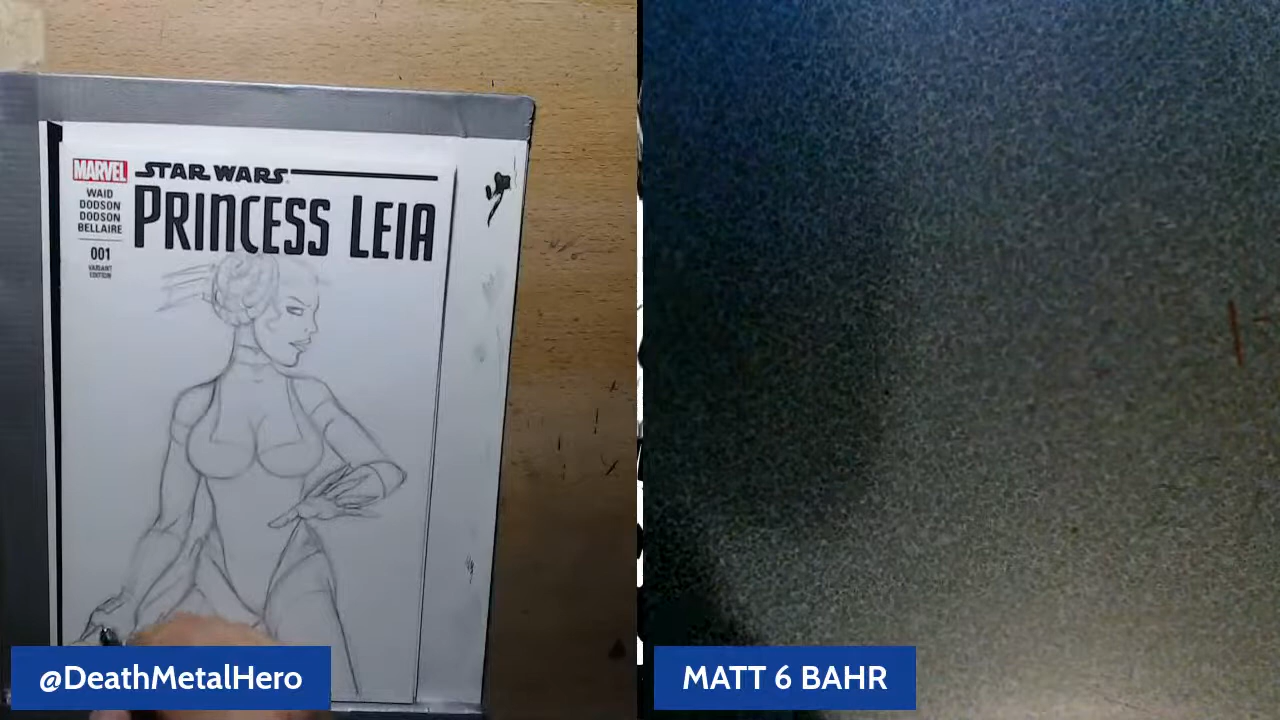 MARVEL
STAR WARS
WAID
DODSON
DODSON
BELLAIRE
PRINCESS LEIA
001
VARIANT
EDITION
@DeathMetalHero
MATT 6 BAHR